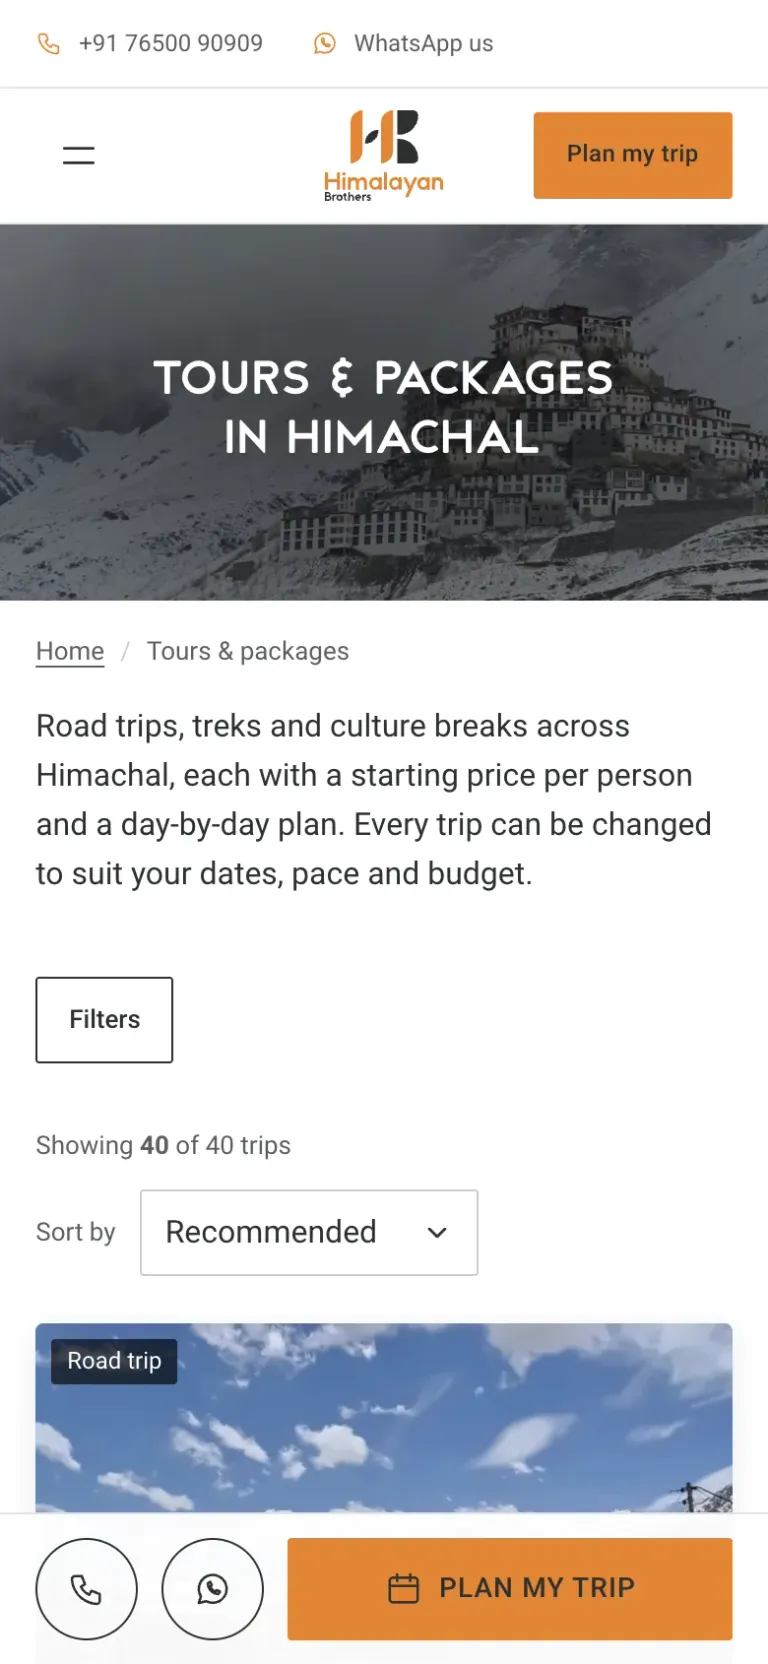 +91 76500 90909
WhatsApp us
Himalayan
Brothers
Plan my trip
TOURS & PACKAGES
IN HIMACHAL
Home / Tours & packages
Road trips, treks and culture breaks across
Himachal, each with a starting price per person
and a day-by-day plan. Every trip can be changed
to suit your dates, pace and budget.
Filters
Showing 40 of 40 trips
Sort by
Recommended
Road trip
PLAN MY TRIP